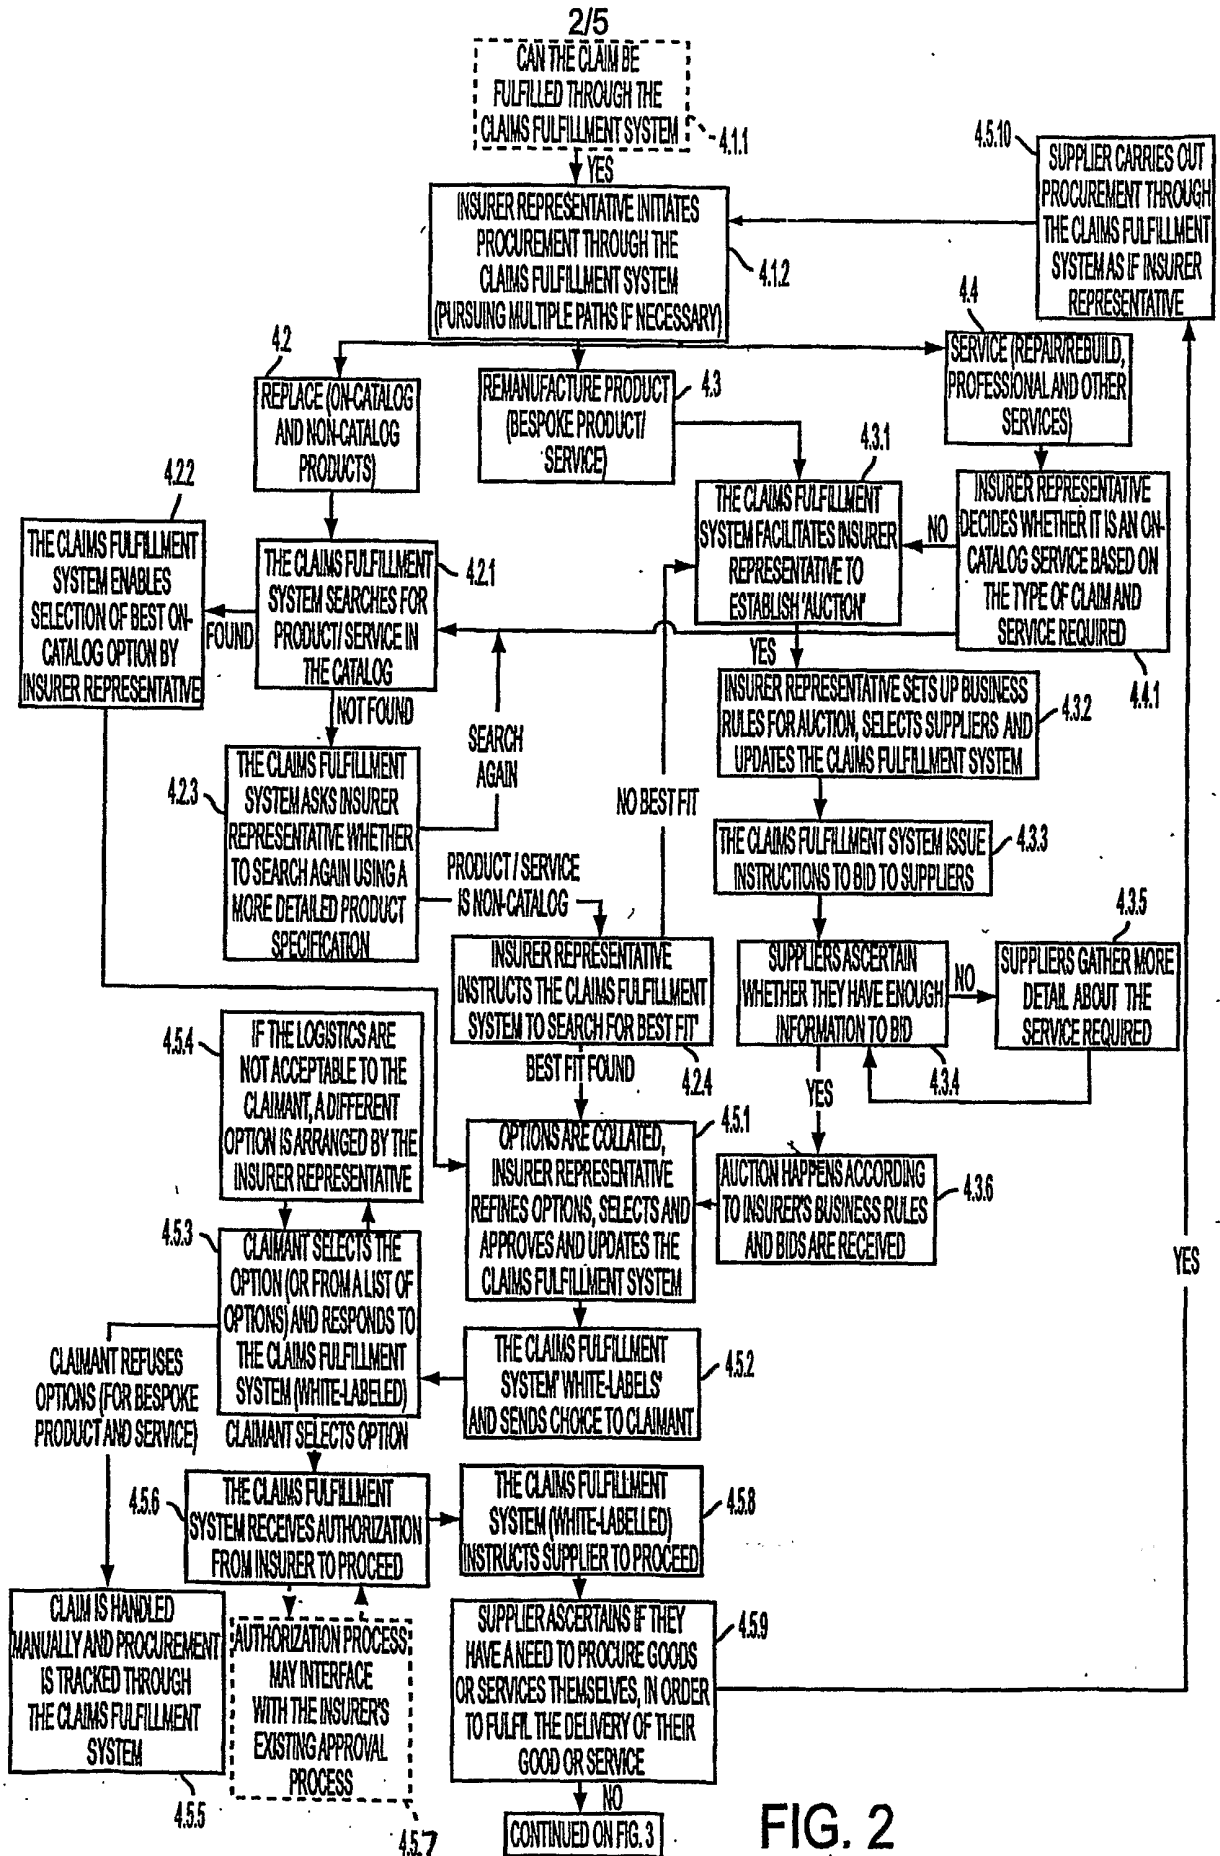 2/5
CAN THE CLAIM BE
FULFILLED THROUGH THE
CLAIMS FULFILLMENT SYSTEM
4.1.1
YES
INSURER REPRESENTATIVE INITIATES
PROCUREMENT THROUGH THE
CLAIMS FULFILLMENT SYSTEM
(PURSUING MULTIPLE PATHS IF NECESSARY)
4.1.2
4.5.10
SUPPLIER CARRIES OUT
PROCUREMENT THROUGH
THE CLAIMS FULFILLMENT
SYSTEM AS IF INSURER
REPRESENTATIVE
4.2
REPLACE (ON-CATALOG
AND NON-CATALOG
PRODUCTS)
REMANUFACTURE PRODUCT
(BESPOKE PRODUCT/
SERVICE)
4.3
4.4
SERVICE (REPAIR/REBUILD,
PROFESSIONAL AND OTHER
SERVICES)
4.2.2
THE CLAIMS FULFILLMENT
SYSTEM ENABLES
SELECTION OF BEST ON-
CATALOG OPTION BY
INSURER REPRESENTATIVE
FOUND
THE CLAIMS FULFILLMENT
SYSTEM SEARCHES FOR
PRODUCT/ SERVICE IN
THE CATALOG
4.2.1
4.3.1
THE CLAIMS FULFILLMENT
SYSTEM FACILITATES INSURER
REPRESENTATIVE TO
ESTABLISH 'AUCTION'
NO
INSURER REPRESENTATIVE
DECIDES WHETHER IT IS AN ON-
CATALOG SERVICE BASED ON
THE TYPE OF CLAIM AND
SERVICE REQUIRED
4.4.1
YES
NOT FOUND
SEARCH
AGAIN
INSURER REPRESENTATIVE SETS UP BUSINESS
RULES FOR AUCTION, SELECTS SUPPLIERS AND
UPDATES THE CLAIMS FULFILLMENT SYSTEM
4.3.2
4.2.3
THE CLAIMS FULFILLMENT
SYSTEM ASKS INSURER
REPRESENTATIVE WHETHER
TO SEARCH AGAIN USING A
MORE DETAILED PRODUCT
SPECIFICATION
NO BEST FIT
PRODUCT / SERVICE
IS NON-CATALOG
THE CLAIMS FULFILLMENT SYSTEM ISSUE
INSTRUCTIONS TO BID TO SUPPLIERS
4.3.3
INSURER REPRESENTATIVE
INSTRUCTS THE CLAIMS FULFILLMENT
SYSTEM TO SEARCH FOR BEST FIT'
4.2.4
BEST FIT FOUND
SUPPLIERS ASCERTAIN
WHETHER THEY HAVE ENOUGH
INFORMATION TO BID
4.3.4
NO
4.3.5
SUPPLIERS GATHER MORE
DETAIL ABOUT THE
SERVICE REQUIRED
YES
4.5.4
IF THE LOGISTICS ARE
NOT ACCEPTABLE TO THE
CLAIMANT, A DIFFERENT
OPTION IS ARRANGED BY THE
INSURER REPRESENTATIVE
OPTIONS ARE COLLATED,
INSURER REPRESENTATIVE
REFINES OPTIONS, SELECTS AND
APPROVES AND UPDATES THE
CLAIMS FULFILLMENT SYSTEM
4.5.1
AUCTION HAPPENS ACCORDING
TO INSURER'S BUSINESS RULES
AND BIDS ARE RECEIVED
4.3.6
YES
4.5.3
CLAIMANT SELECTS THE
OPTION (OR FROM A LIST OF
OPTIONS) AND RESPONDS TO
THE CLAIMS FULFILLMENT
SYSTEM (WHITE-LABELED)
THE CLAIMS FULFILLMENT
SYSTEM' WHITE-LABELS'
AND SENDS CHOICE TO CLAIMANT
4.5.2
CLAIMANT REFUSES
OPTIONS (FOR BESPOKE
PRODUCT AND SERVICE)
CLAIMANT SELECTS OPTION
4.5.6
THE CLAIMS FULFILLMENT
SYSTEM RECEIVES AUTHORIZATION
FROM INSURER TO PROCEED
THE CLAIMS FULFILLMENT
SYSTEM (WHITE-LABELLED)
INSTRUCTS SUPPLIER TO PROCEED
4.5.8
CLAIM IS HANDLED
MANUALLY AND PROCUREMENT
IS TRACKED THROUGH
THE CLAIMS FULFILLMENT
SYSTEM
4.5.5
AUTHORIZATION PROCESS
MAY INTERFACE
WITH THE INSURER'S
EXISTING APPROVAL
PROCESS
4.5.7
SUPPLIER ASCERTAINS IF THEY
HAVE A NEED TO PROCURE GOODS
OR SERVICES THEMSELVES, IN ORDER
TO FULFIL THE DELIVERY OF THEIR
GOOD OR SERVICE
4.5.9
NO
CONTINUED ON FIG. 3
FIG. 2